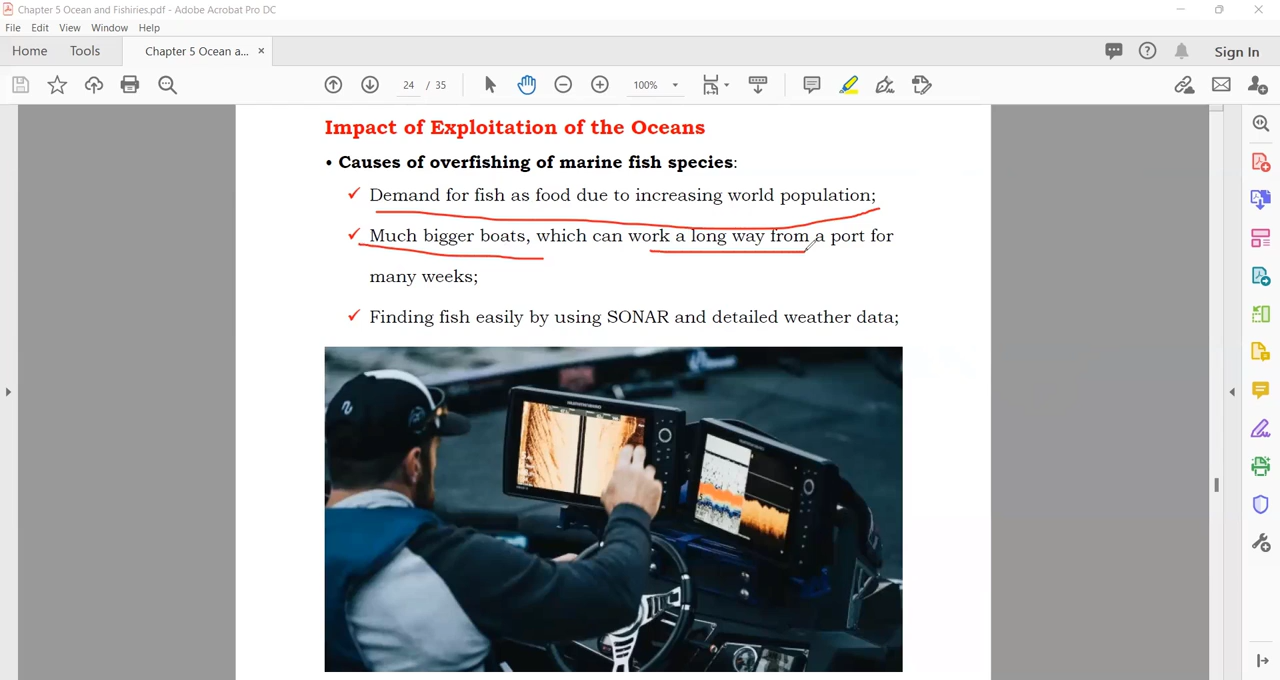 Chapter 5 Ocean and Fishiries.pdf - Adobe Acrobat Pro DC
File Edit View Window Help
Home Tools Chapter 5 Ocean a... × Sign In
24 / 35 100%
Impact of Exploitation of the Oceans
• Causes of overfishing of marine fish species:
✓ Demand for fish as food due to increasing world population;
✓ Much bigger boats, which can work a long way from a port for
many weeks;
✓ Finding fish easily by using SONAR and detailed weather data;